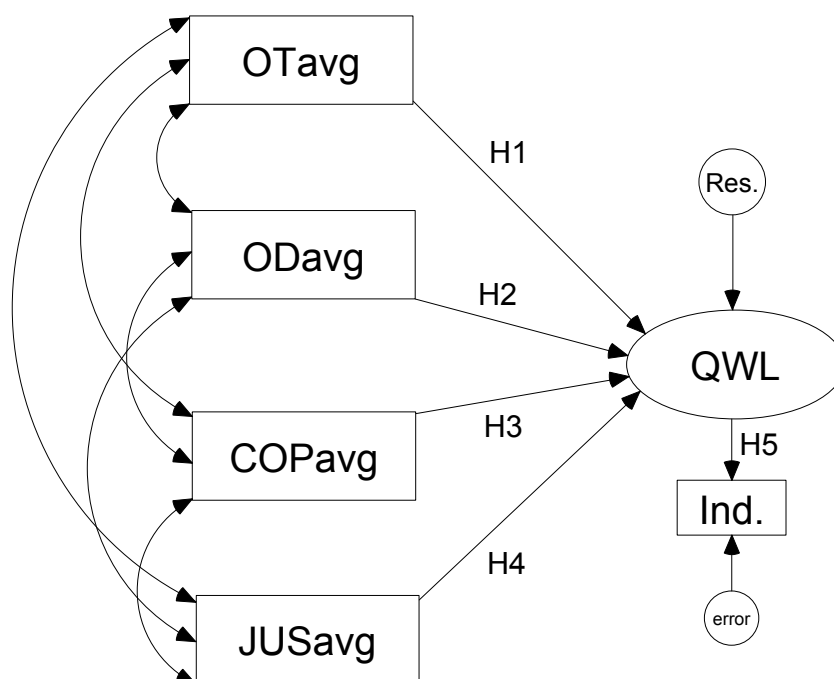 OTavg
H1
Res.
ODavg
H2
QWL
H3
COPavg
H5
Ind.
H4
JUSavg
error